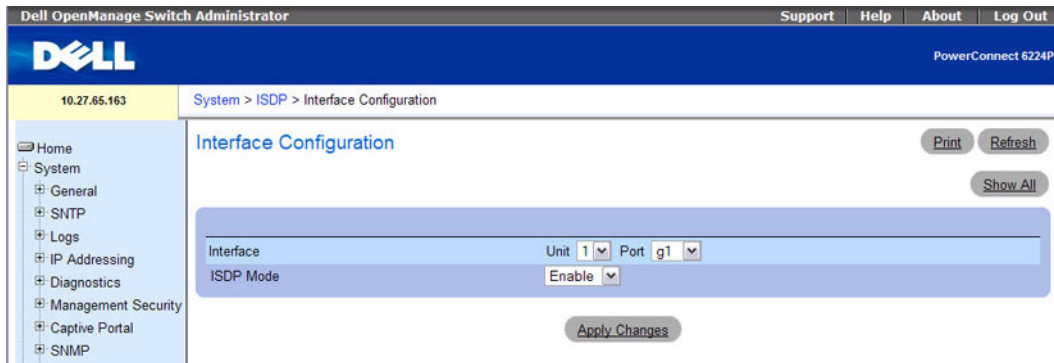 Dell OpenManage Switch Administrator Support Help About Log Out
DELL
PowerConnect 6224P
10.27.65.163
System > ISDP > Interface Configuration
Home
System
General
SNTP
Logs
IP Addressing
Diagnostics
Management Security
Captive Portal
SNMP
Interface Configuration
Print Refresh
Show All
Interface Unit 1 Port g1
ISDP Mode Enable
Apply Changes